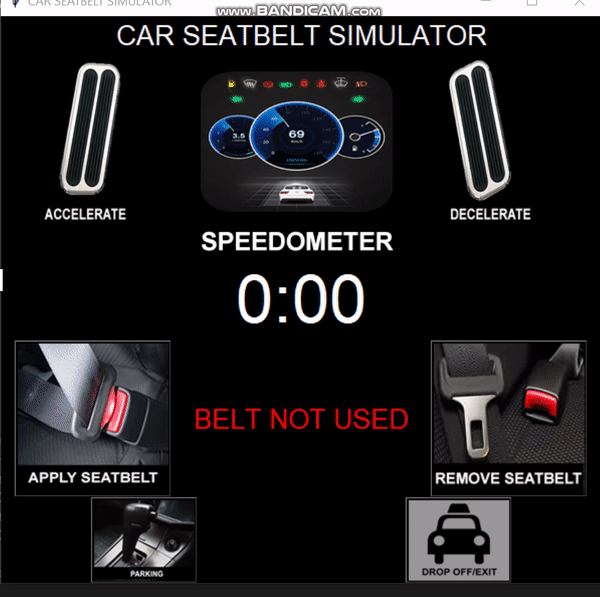 CAR SEATBELT SIMULATOR
www.BANDICAM.com
CAR SEATBELT SIMULATOR
3.5
69
ACCELERATE
DECELERATE
SPEEDOMETER
0:00
BELT NOT USED
APPLY SEATBELT
REMOVE SEATBELT
PARKING
DROP OFF/EXIT